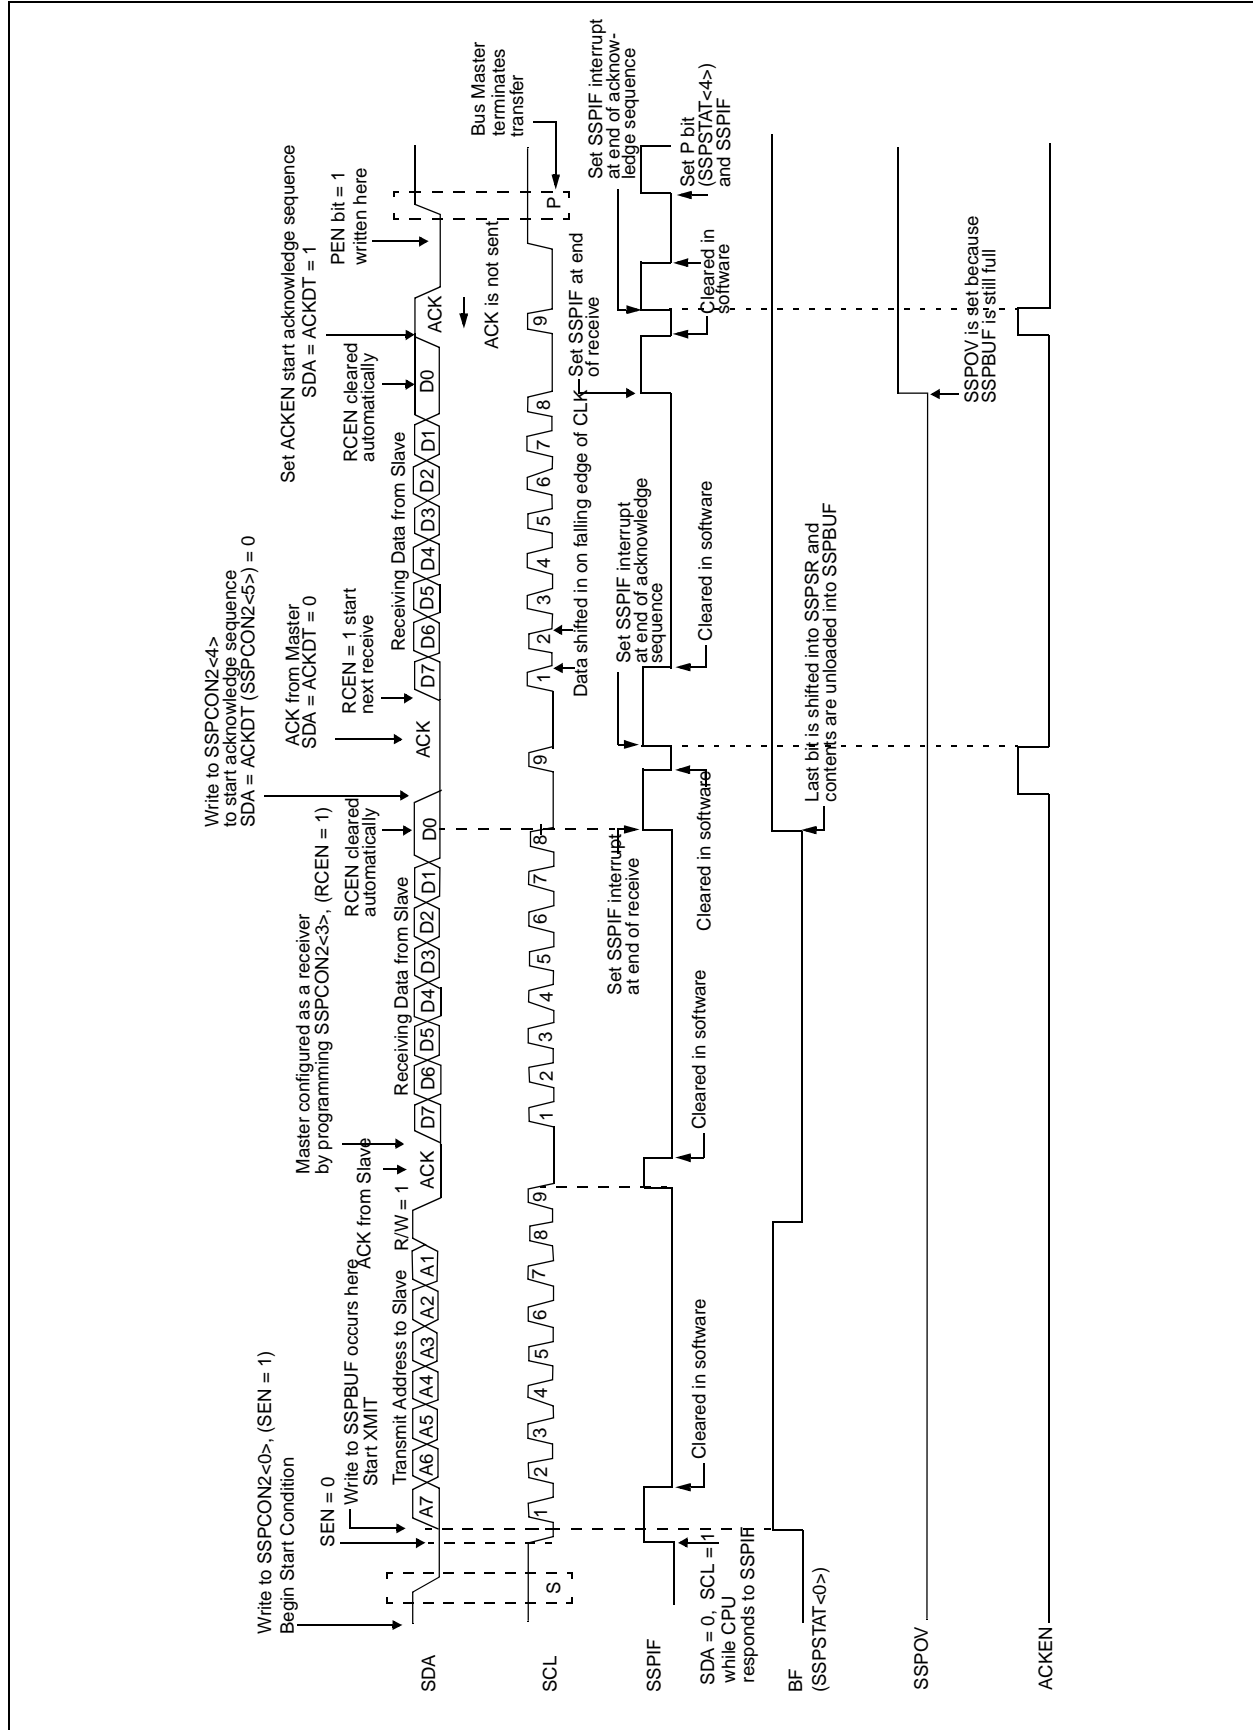 Write to SSPCON2<0>, (SEN = 1)
Begin Start Condition
SEN = 0
Write to SSPBUF occurs here
Start XMIT
Transmit Address to Slave
R/W = 1
ACK from Slave
Master configured as a receiver
by programming SSPCON2<3>, (RCEN = 1)
Receiving Data from Slave
RCEN cleared
automatically
Write to SSPCON2<4>
to start acknowledge sequence
SDA = ACKDT (SSPCON2<5>) = 0
ACK from Master
SDA = ACKDT = 0
RCEN = 1 start
next receive
Receiving Data from Slave
RCEN cleared
automatically
Set ACKEN start acknowledge sequence
SDA = ACKDT = 1
PEN bit = 1
written here
SDA
A7 A6 A5 A4 A3 A2 A1
ACK
D7 D6 D5 D4 D3 D2 D1 D0
ACK
D7 D6 D5 D4 D3 D2 D1 D0
ACK
ACK is not sent
Bus Master
terminates
transfer
SCL
S
1 2 3 4 5 6 7 8 9
1 2 3 4 5 6 7 8 9
1 2 3 4 5 6 7 8 9
P
Data shifted in on falling edge of CLK
Set SSPIF at end
of receive
Set SSPIF interrupt
at end of receive
Set SSPIF interrupt
at end of acknowledge
sequence
Set SSPIF interrupt
at end of acknow-
ledge sequence
SSPIF
SDA = 0, SCL = 1
while CPU
responds to SSPIF
Cleared in software
Cleared in software
Cleared in software
Cleared in software
Cleared in
software
Set P bit
(SSPSTAT<4>)
and SSPIF
BF
(SSPSTAT<0>)
Last bit is shifted into SSPSR and
contents are unloaded into SSPBUF
SSPOV
SSPOV is set because
SSPBUF is still full
ACKEN